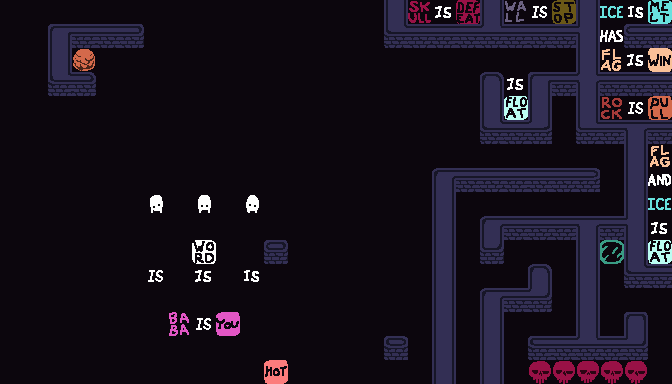 SKULL IS DEFEAT WALL IS STOP ICE IS MELT
HAS
FLAG IS WIN
IS
FLOAT
ROCK IS PULL
FLAG
AND
ICE
IS
FLOAT
WORD
IS IS IS
BABA IS YOU
HOT